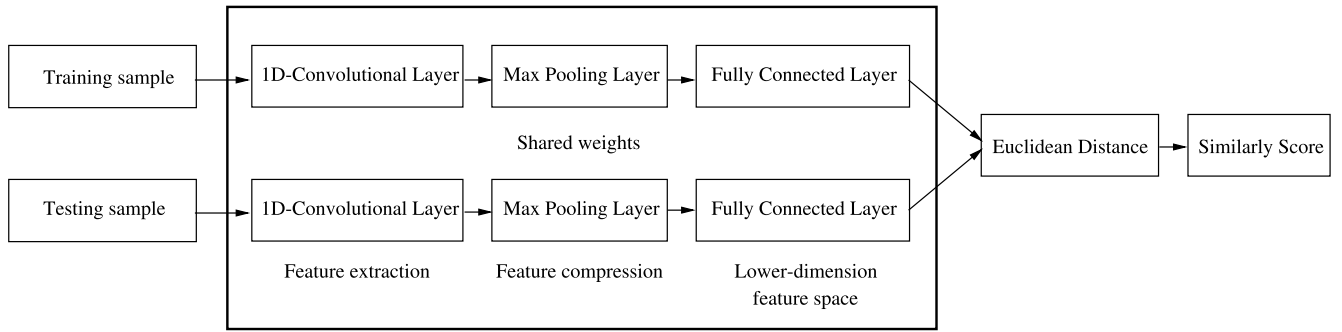 Training sample
1D-Convolutional Layer
Max Pooling Layer
Fully Connected Layer
Shared weights
Euclidean Distance
Similarly Score
Testing sample
1D-Convolutional Layer
Max Pooling Layer
Fully Connected Layer
Feature extraction
Feature compression
Lower-dimension
feature space